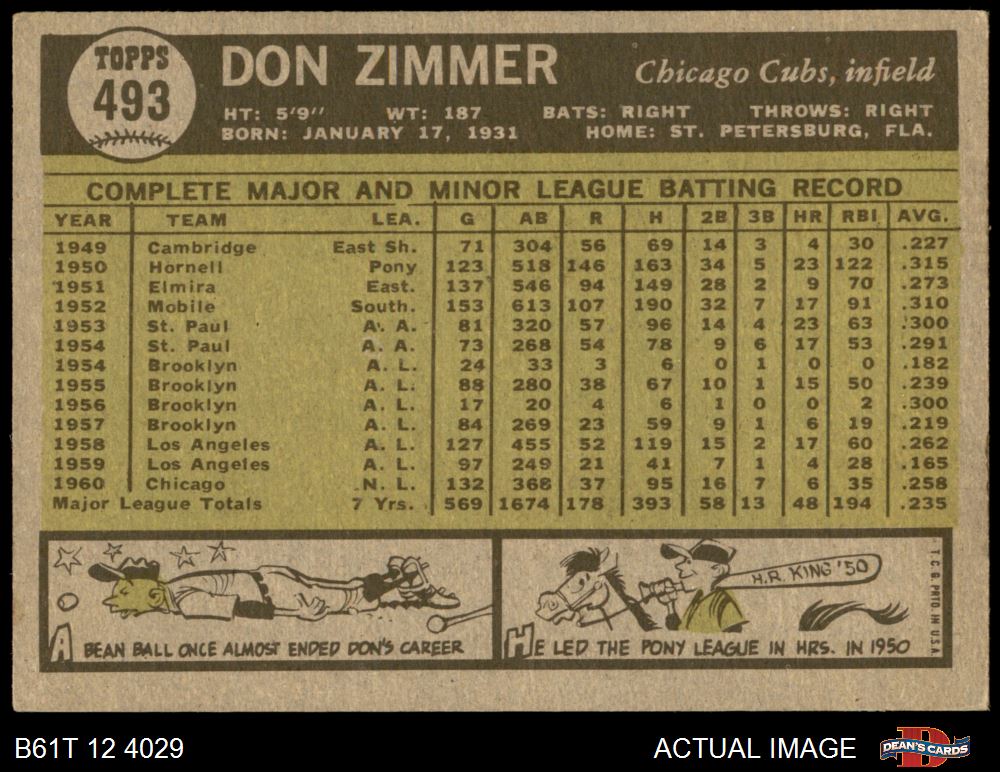 TOPPS
493
DON ZIMMER
Chicago Cubs, infield
HT: 5'9" WT: 187 BATS: RIGHT THROWS: RIGHT
BORN: JANUARY 17, 1931 HOME: ST. PETERSBURG, FLA.
COMPLETE MAJOR AND MINOR LEAGUE BATTING RECORD
YEAR TEAM LEA. G AB R H 2B 3B HR RBI AVG.
1949 Cambridge East Sh. 71 304 56 69 14 3 4 30 .227
1950 Hornell Pony 123 518 146 163 34 5 23 122 .315
1951 Elmira East. 137 546 94 149 28 2 9 70 .273
1952 Mobile South. 153 613 107 190 32 7 17 91 .310
1953 St. Paul A. A. 81 320 57 96 14 4 23 63 .300
1954 St. Paul A. A. 73 268 54 78 9 6 17 53 .291
1954 Brooklyn A. L. 24 33 3 6 0 1 0 0 .182
1955 Brooklyn A. L. 88 280 38 67 10 1 15 50 .239
1956 Brooklyn A. L. 17 20 4 6 1 0 0 2 .300
1957 Brooklyn A. L. 84 269 23 59 9 1 6 19 .219
1958 Los Angeles A. L. 127 455 52 119 15 2 17 60 .262
1959 Los Angeles A. L. 97 249 21 41 7 1 4 28 .165
1960 Chicago N. L. 132 368 37 95 16 7 6 35 .258
Major League Totals 7 Yrs. 569 1674 178 393 58 13 48 194 .235
A BEAN BALL ONCE ALMOST ENDED DON'S CAREER
H.R. KING '50
HE LED THE PONY LEAGUE IN HRS. IN 1950
T.C.G. PRTD. IN U.S.A.
B61T 12 4029
ACTUAL IMAGE
D
DEAN'S CARDS